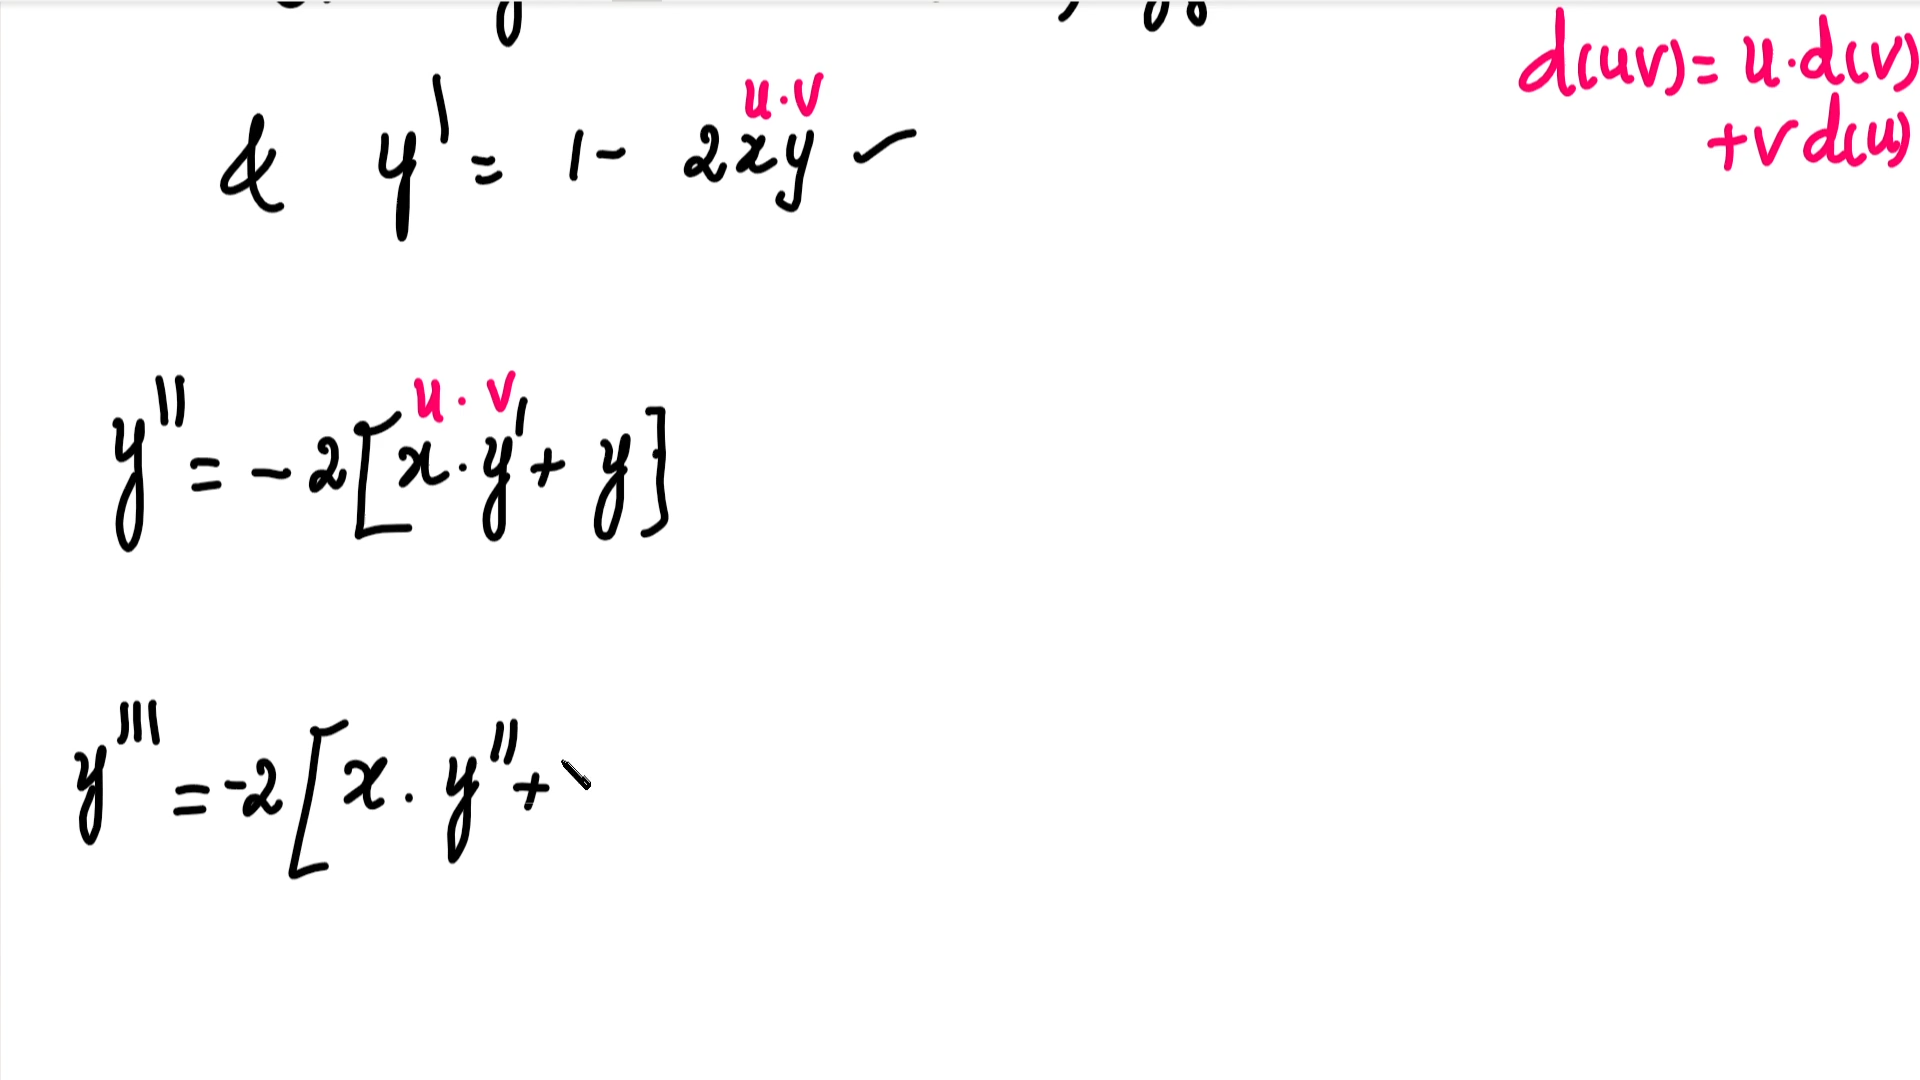 d(uv)= u·d(v)
+v d(u)
u·v
& y' = 1 - 2xy
u·v
y'' = -2[x·y' + y]
y''' = -2[x·y'' +